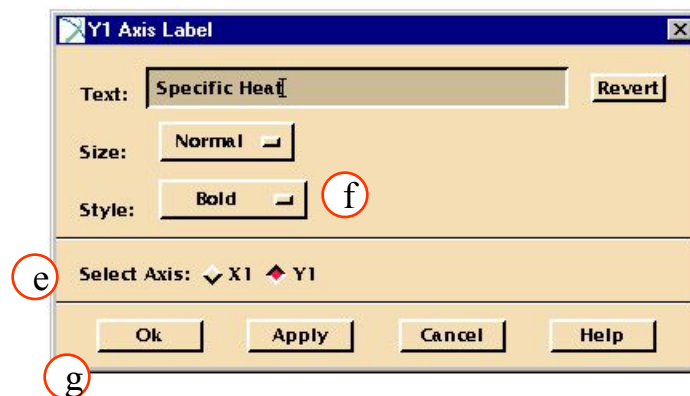 Y1 Axis Label
Text: Specific Heat Revert
Size: Normal
Style: Bold f
e Select Axis: X1 Y1
Ok Apply Cancel Help
g